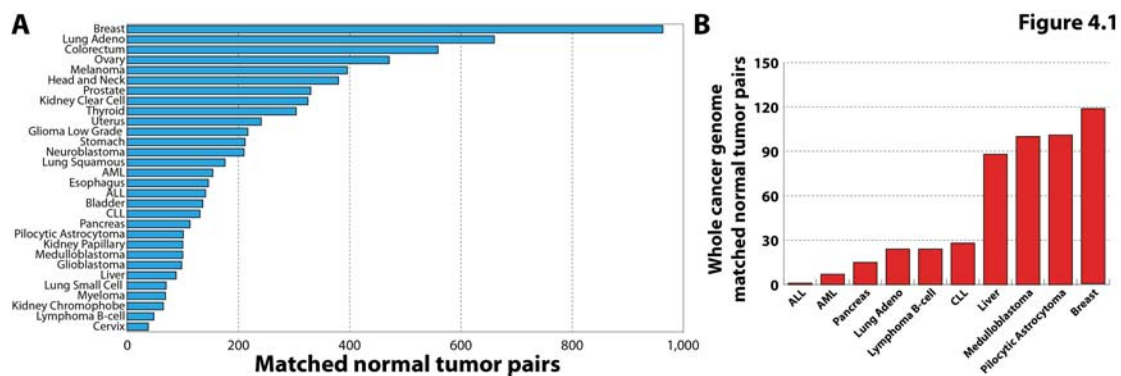 A
Breast
Lung Adeno
Colorectum
Ovary
Melanoma
Head and Neck
Prostate
Kidney Clear Cell
Thyroid
Uterus
Glioma Low Grade
Stomach
Neuroblastoma
Lung Squamous
AML
Esophagus
ALL
Bladder
CLL
Pancreas
Pilocytic Astrocytoma
Kidney Papillary
Medulloblastoma
Glioblastoma
Liver
Lung Small Cell
Myeloma
Kidney Chromophobe
Lymphoma B-cell
Cervix
0 200 400 600 800 1,000
Matched normal tumor pairs
B
Figure 4.1
Whole cancer genome
matched normal tumor pairs
150
120
90
60
30
0
ALL
AML
Pancreas
Lung Adeno
Lymphoma B-cell
CLL
Liver
Medulloblastoma
Pilocytic Astrocytoma
Breast